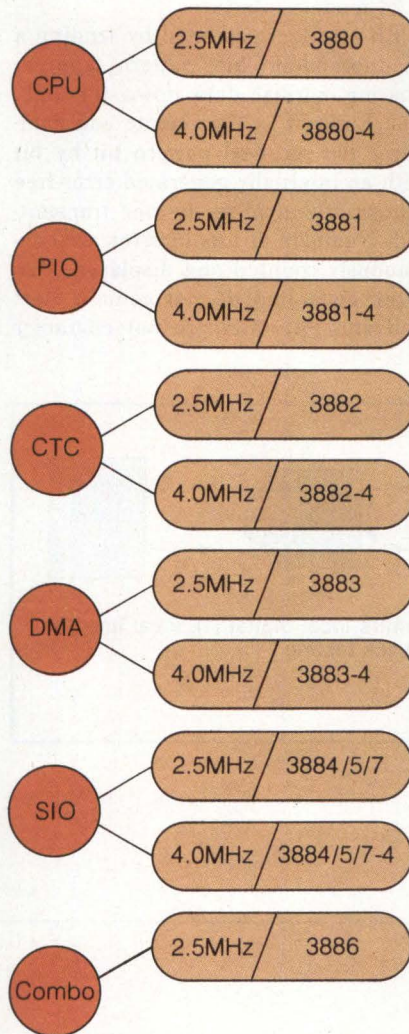 CPU
2.5MHz / 3880
4.0MHz / 3880-4
PIO
2.5MHz / 3881
4.0MHz / 3881-4
CTC
2.5MHz / 3882
4.0MHz / 3882-4
DMA
2.5MHz / 3883
4.0MHz / 3883-4
SIO
2.5MHz / 3884/5/7
4.0MHz / 3884/5/7-4
Combo
2.5MHz / 3886